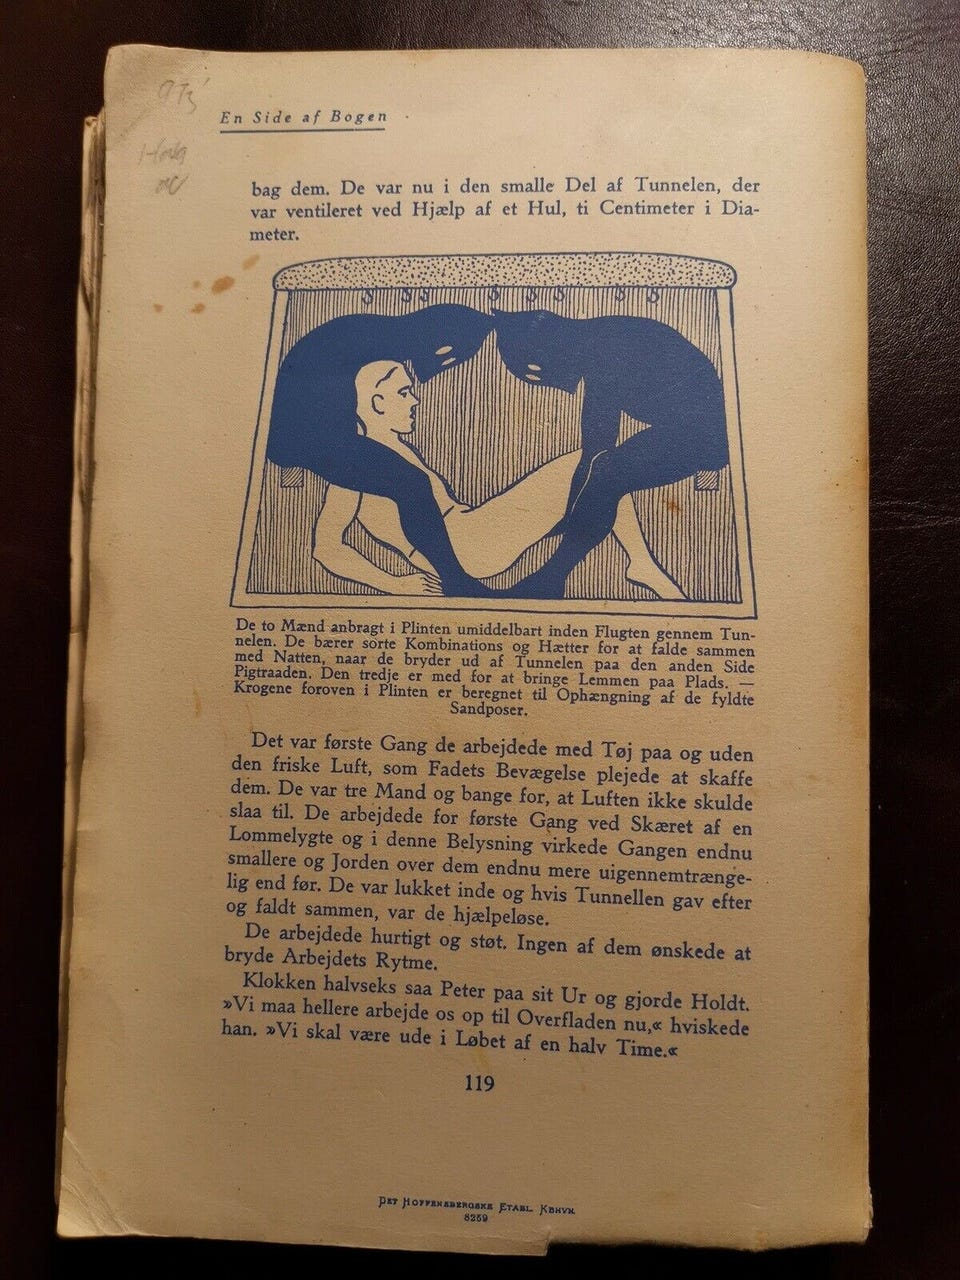 En Side af Bogen
bag dem. De var nu i den smalle Del af Tunnelen, der
var ventileret ved Hjælp af et Hul, ti Centimeter i Dia-
meter.
De to Mænd anbragt i Plinten umiddelbart inden Flugten gennem Tun-
nelen. De bærer sorte Kombinations og Hætter for at falde sammen
med Natten, naar de bryder ud af Tunnelen paa den anden Side
Pigtraaden. Den tredje er med for at bringe Lemmen paa Plads. —
Krogene foroven i Plinten er beregnet til Ophængning af de fyldte
Sandposer.
Det var første Gang de arbejdede med Tøj paa og uden
den friske Luft, som Fadets Bevægelse plejede at skaffe
dem. De var tre Mand og bange for, at Luften ikke skulde
slaa til. De arbejdede for første Gang ved Skæret af en
Lommelygte og i denne Belysning virkede Gangen endnu
smallere og Jorden over dem endnu mere uigennemtrænge-
lig end før. De var lukket inde og hvis Tunnellen gav efter
og faldt sammen, var de hjælpeløse.
De arbejdede hurtigt og støt. Ingen af dem ønskede at
bryde Arbejdets Rytme.
Klokken halvseks saa Peter paa sit Ur og gjorde Holdt.
»Vi maa hellere arbejde os op til Overfladen nu,« hviskede
han. »Vi skal være ude i Løbet af en halv Time.«
119
DET HOFFENSBERGSKE ETABL. KBHVN.
8259